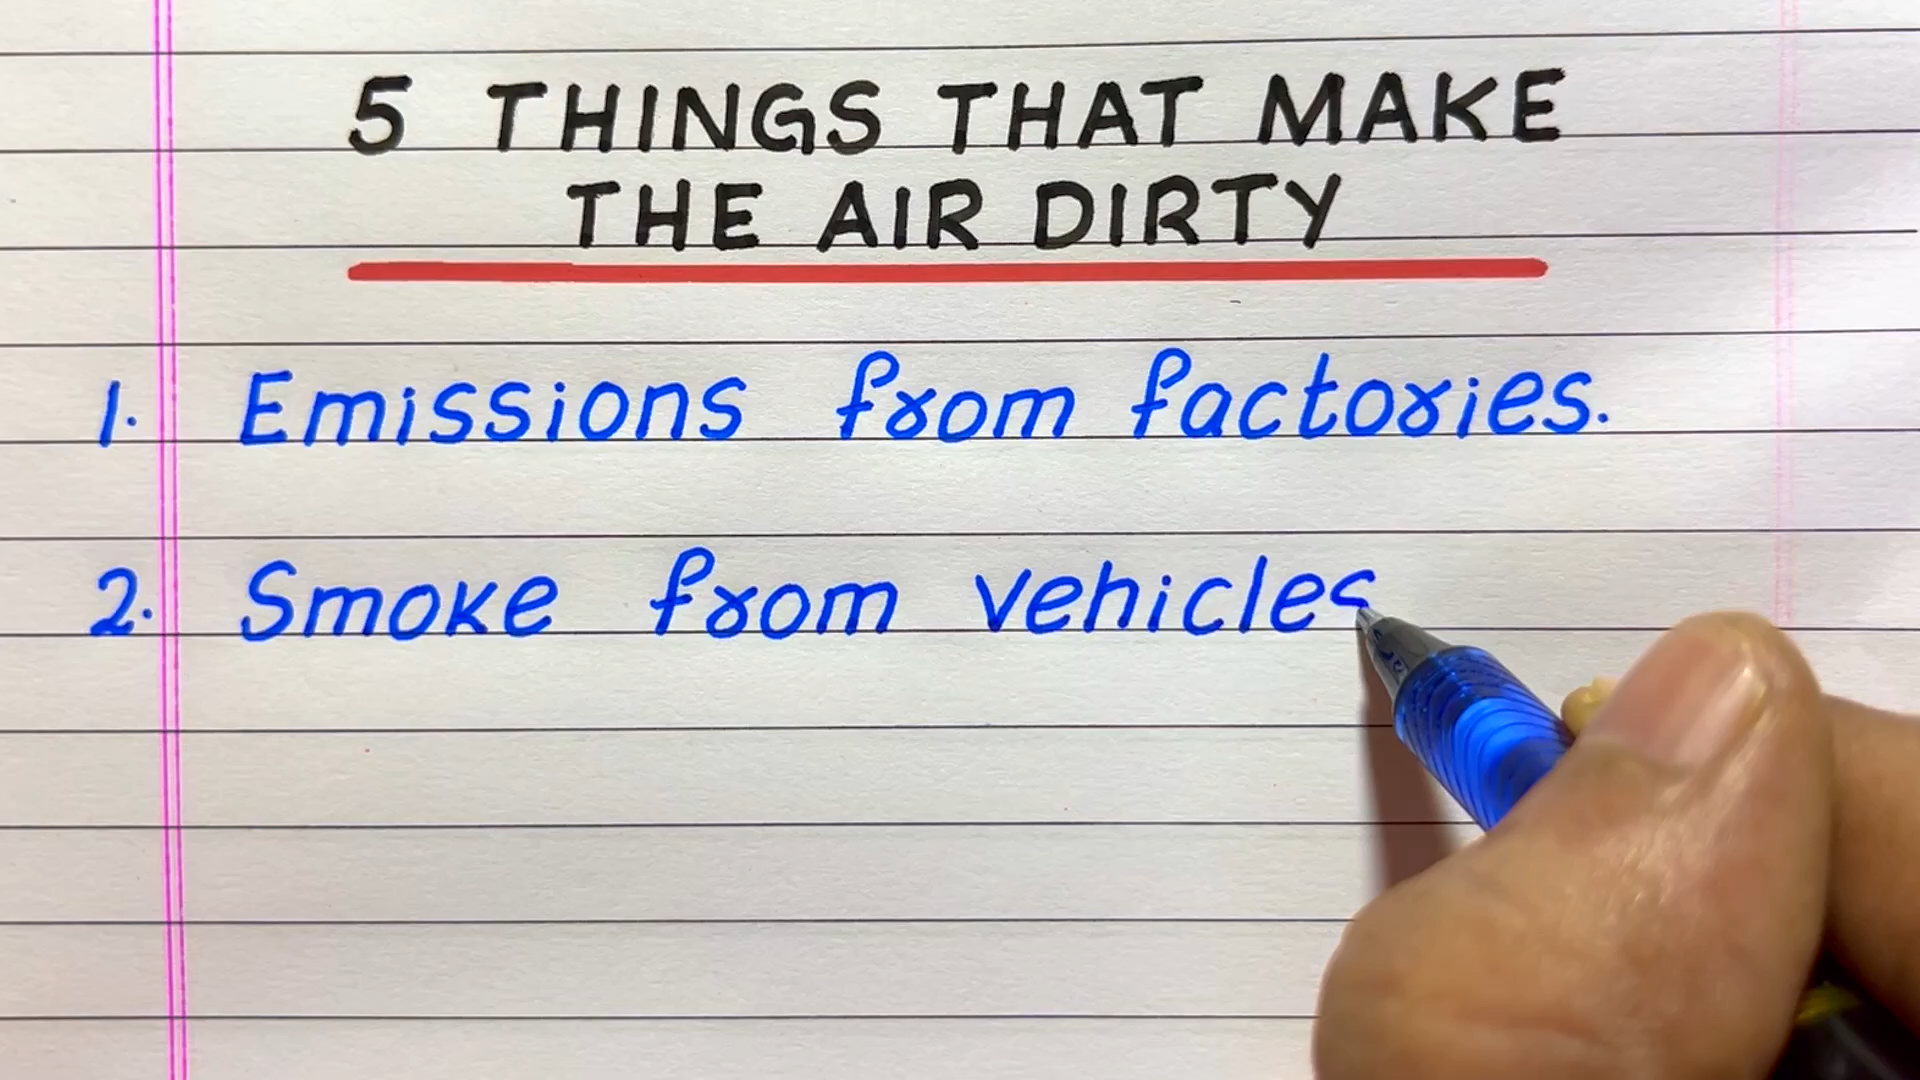 5 THINGS THAT MAKE
THE AIR DIRTY
1. Emissions from factories.
2. Smoke from vehicles